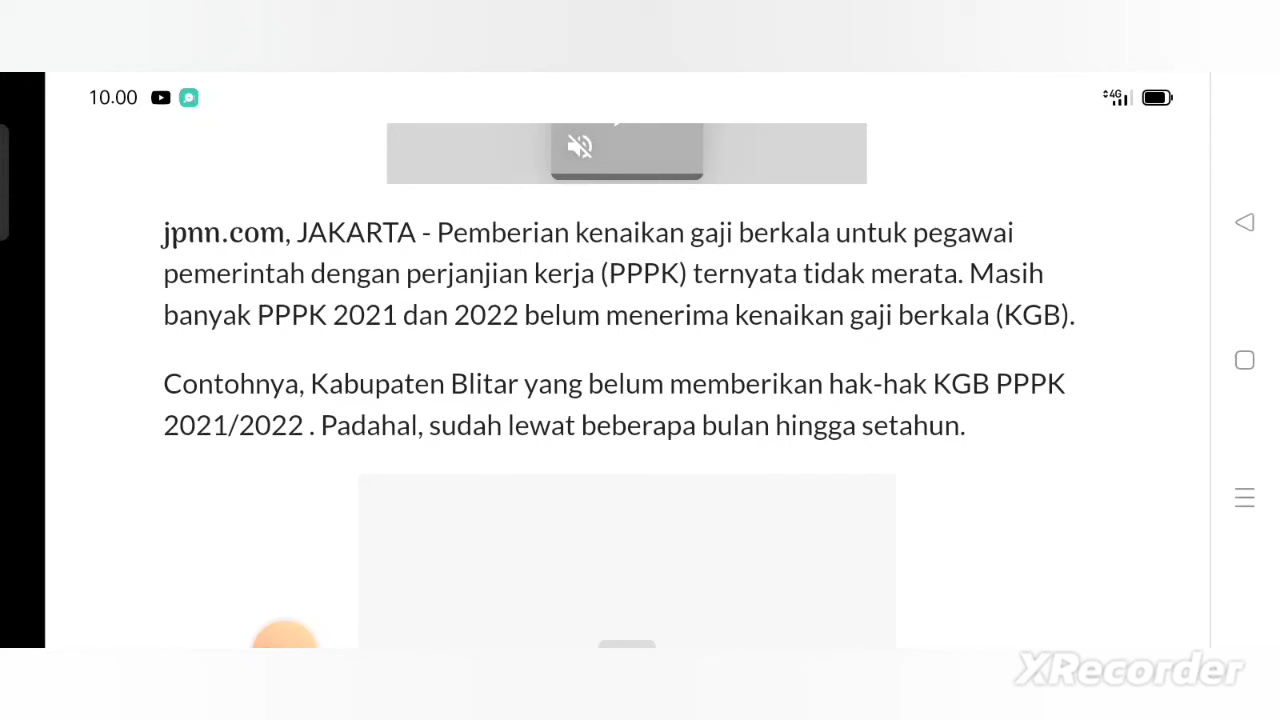 10.00
4G
jpnn.com, JAKARTA - Pemberian kenaikan gaji berkala untuk pegawai
pemerintah dengan perjanjian kerja (PPPK) ternyata tidak merata. Masih
banyak PPPK 2021 dan 2022 belum menerima kenaikan gaji berkala (KGB).
Contohnya, Kabupaten Blitar yang belum memberikan hak-hak KGB PPPK
2021/2022 . Padahal, sudah lewat beberapa bulan hingga setahun.
XRecorder